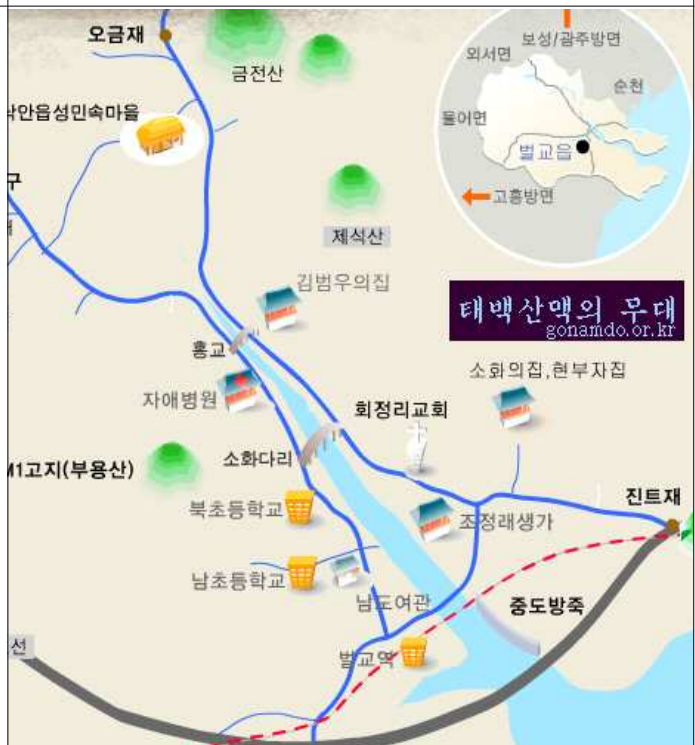 오금재
금전산
낙안읍성민속마을
구
제석산
보성/광주방면
외서면
순천
벌교읍
고흥방면
태백산맥의 무대
gonamdo.or.kr
김범우의집
홍교
자애병원
소화의집,현부자집
회정리교회
소화다리
M1고지(부용산)
북초등학교
조정래생가
진트재
남초등학교
남도여관
중도방죽
벌교역
선